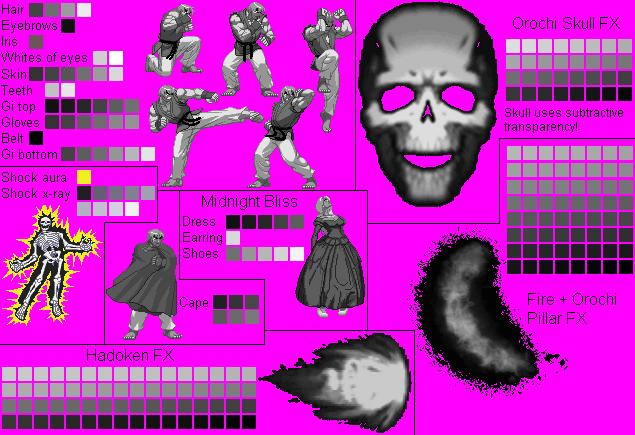 Hair
Eyebrows
Iris
Whites of eyes
Skin
Teeth
Gi top
Gloves
Belt
Gi bottom
Shock aura
Shock x-ray
Orochi Skull FX
Skull uses subtractive
transparency!
Midnight Bliss
Dress
Earring
Shoes
Cape
Fire + Orochi
Pillar FX
Hadoken FX